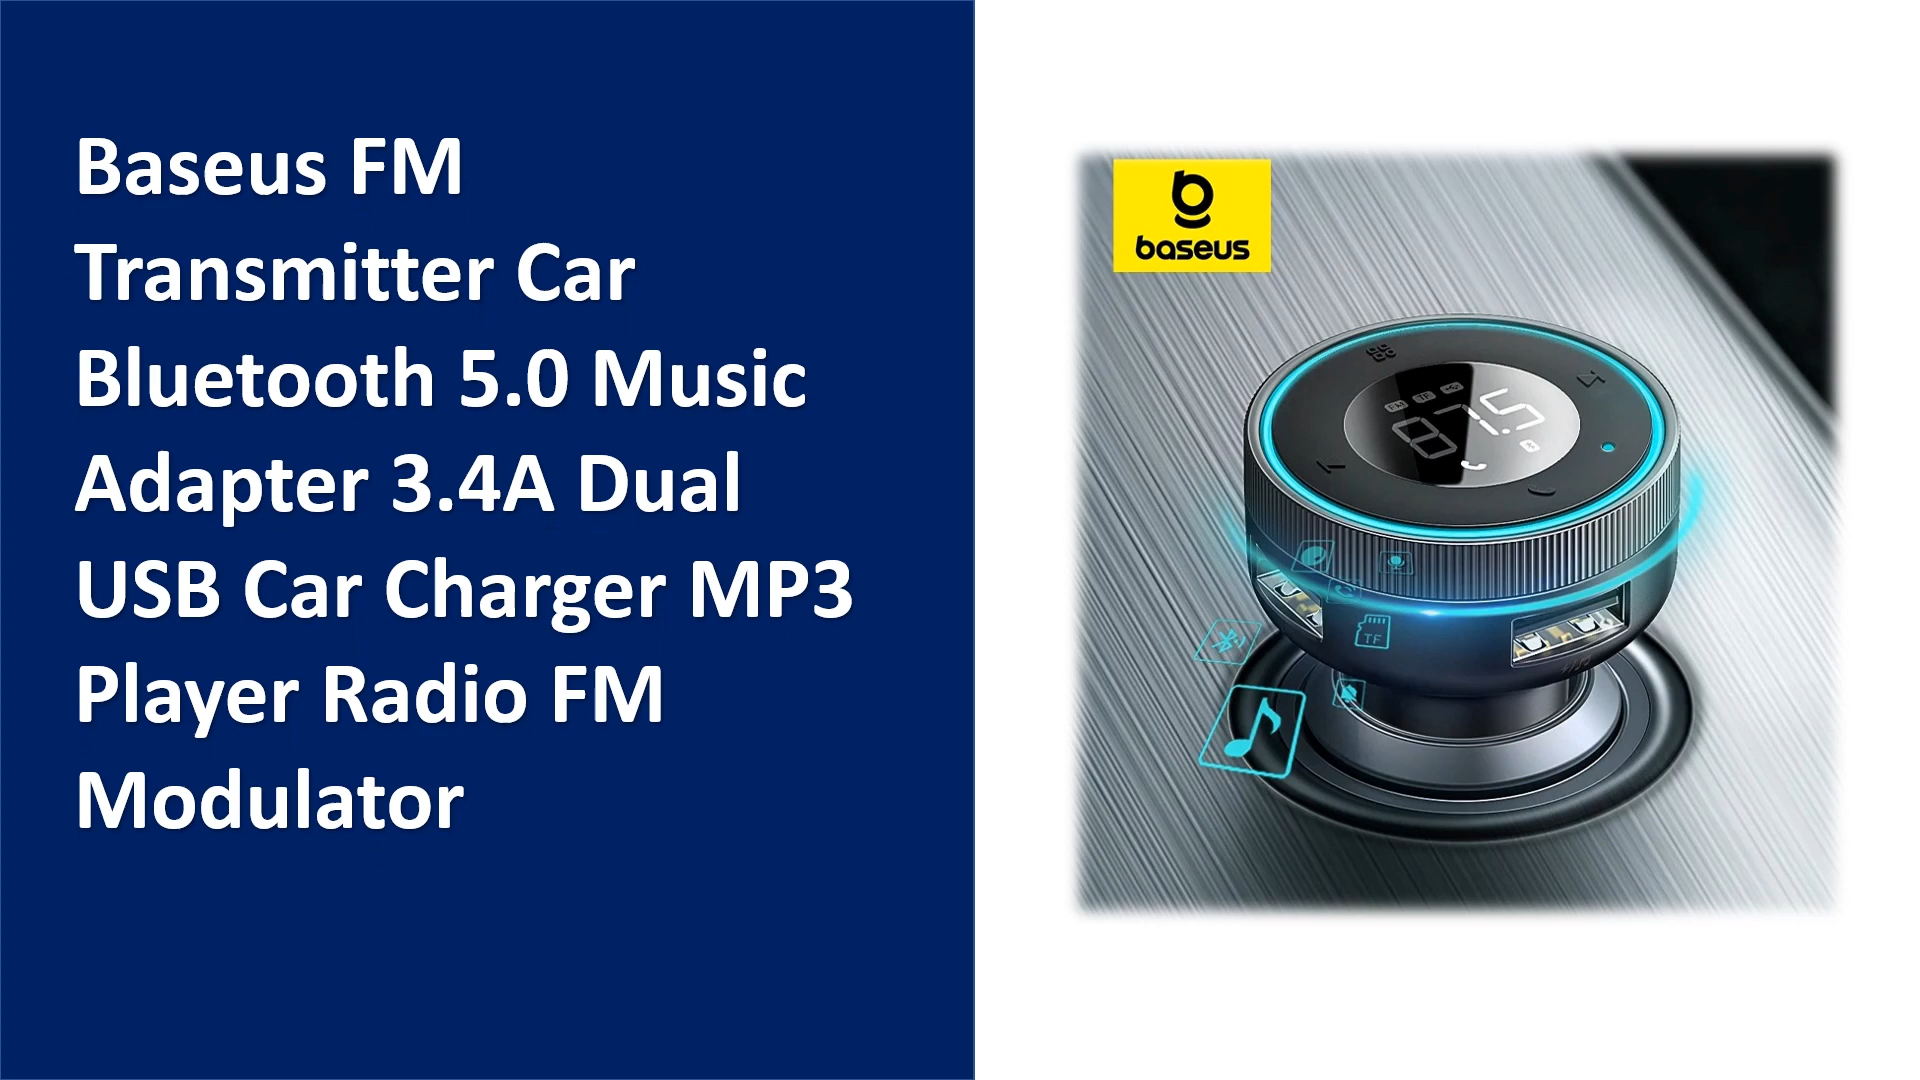 Baseus FM
Transmitter Car
Bluetooth 5.0 Music
Adapter 3.4A Dual
USB Car Charger MP3
Player Radio FM
Modulator
baseus
87.5
TF